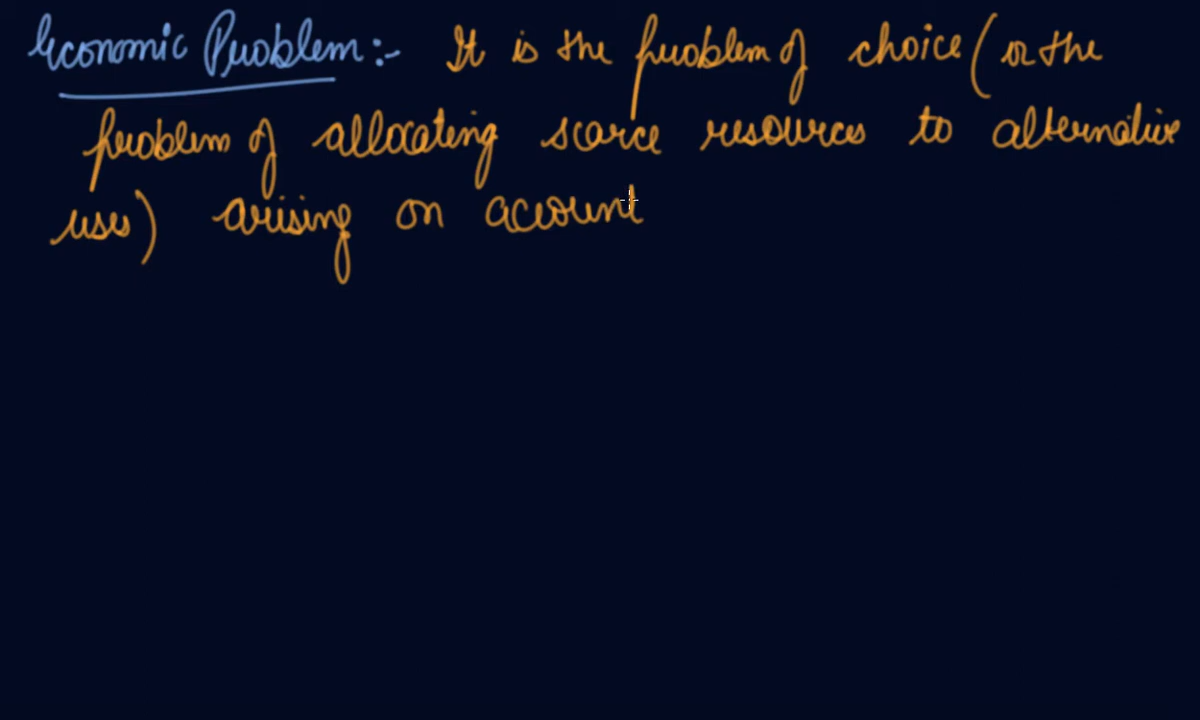 Economic Problem:- It is the problem of choice (or the
problem of allocating scarce resources to alternative
uses) arising on account